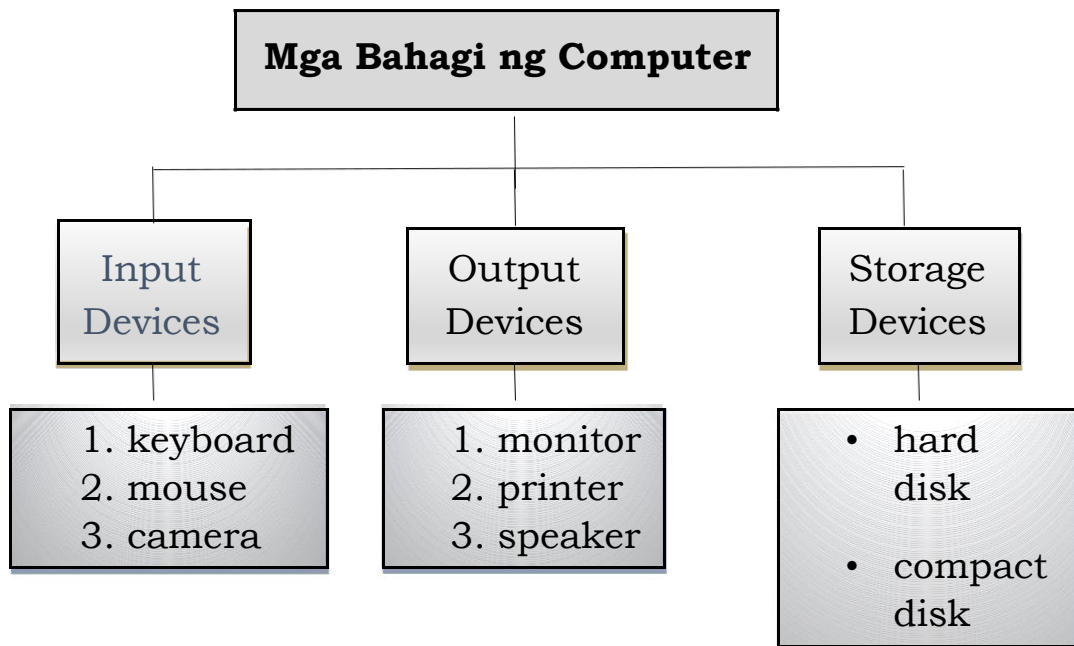 Mga Bahagi ng Computer
Input
Devices
1. keyboard
2. mouse
3. camera
Output
Devices
1. monitor
2. printer
3. speaker
Storage
Devices
• hard
disk
• compact
disk